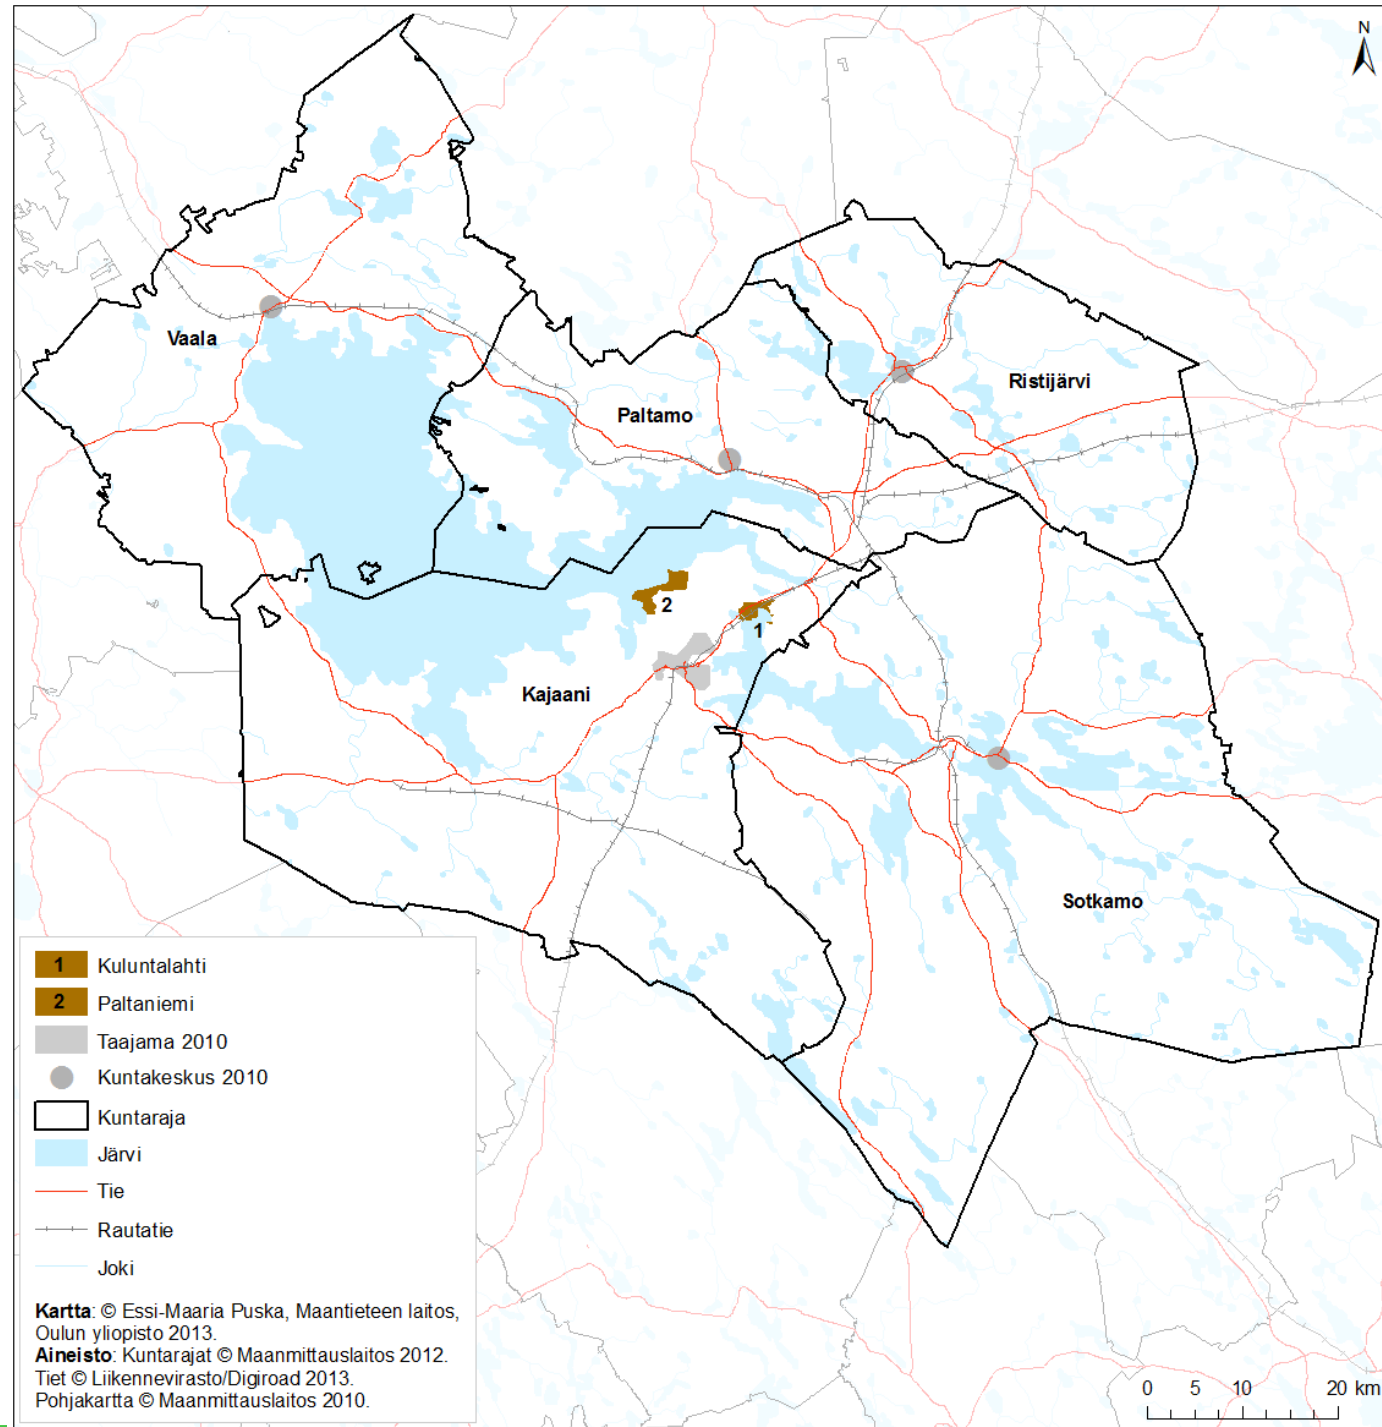 N
Vaala
Ristijärvi
Paltamo
2
1
Kajaani
Sotkamo
1 Kuluntalahti
2 Paltaniemi
Taajama 2010
Kuntakeskus 2010
Kuntaraja
Järvi
Tie
Rautatie
Joki
Kartta: © Essi-Maaria Puska, Maantieteen laitos,
Oulun yliopisto 2013.
Aineisto: Kuntarajat © Maanmittauslaitos 2012.
Tiet © Liikennevirasto/Digiroad 2013.
Pohjakartta © Maanmittauslaitos 2010.
0 5 10 20 km